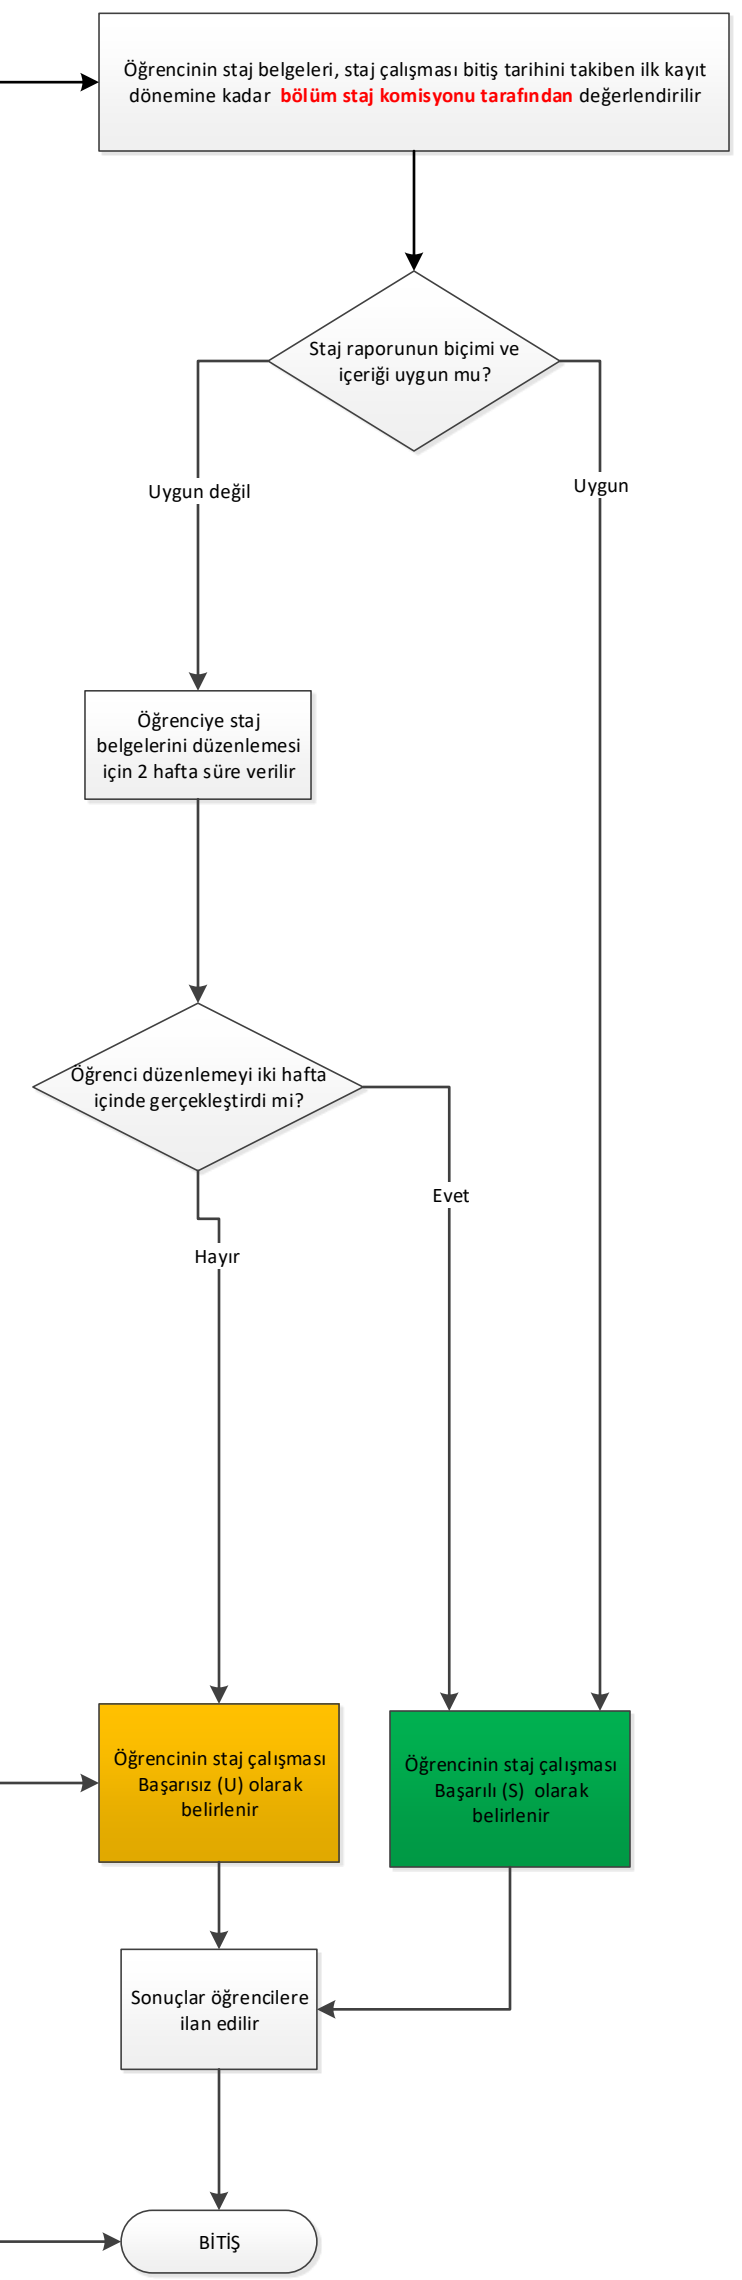 Öğrencinin staj belgeleri, staj çalışması bitiş tarihini takiben ilk kayıt
dönemine kadar bölüm staj komisyonu tarafından değerlendirilir
Staj raporunun biçimi ve
içeriği uygun mu?
Uygun değil
Uygun
Öğrenciye staj
belgelerini düzenlemesi
için 2 hafta süre verilir
Öğrenci düzenlemeyi iki hafta
içinde gerçekleştirdi mi?
Evet
Hayır
Öğrencinin staj çalışması
Başarısız (U) olarak
belirlenir
Öğrencinin staj çalışması
Başarılı (S) olarak
belirlenir
Sonuçlar öğrencilere
ilan edilir
BİTİŞ